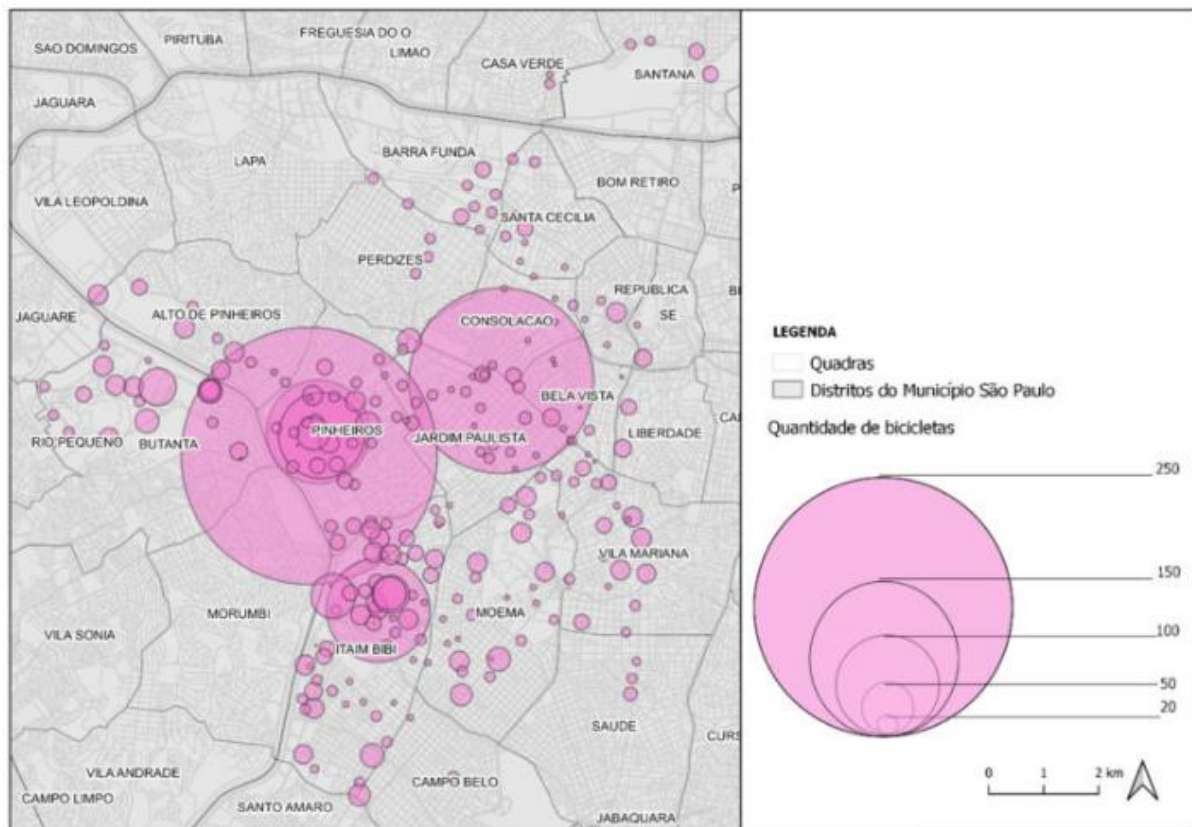 FREGUESIA DO O
PIRITUBA
SAO DOMINGOS
LIMAO
CASA VERDE
SANTANA
JAGUARA
BARRA FUNDA
LAPA
BOM RETIRO
VILA LEOPOLDINA
SANTA CECILIA
PERDIZES
REPUBLICA
SE
JAGUARE
ALTO DE PINHEIROS
CONSOLACAO
BELA VISTA
PINHEIROS
JARDIM PAULISTA
LIBERDADE
RIO PEQUENO
BUTANTA
VILA MARIANA
MORUMBI
MOEMA
VILA SONIA
ITAIM BIBI
SAUDE
CURS
VILA ANDRADE
CAMPO BELO
CAMPO LIMPO
SANTO AMARO
JABAQUARA
LEGENDA
Quadras
Distritos do Município São Paulo
Quantidade de bicicletas
250
150
100
50
20
0 1 2 km